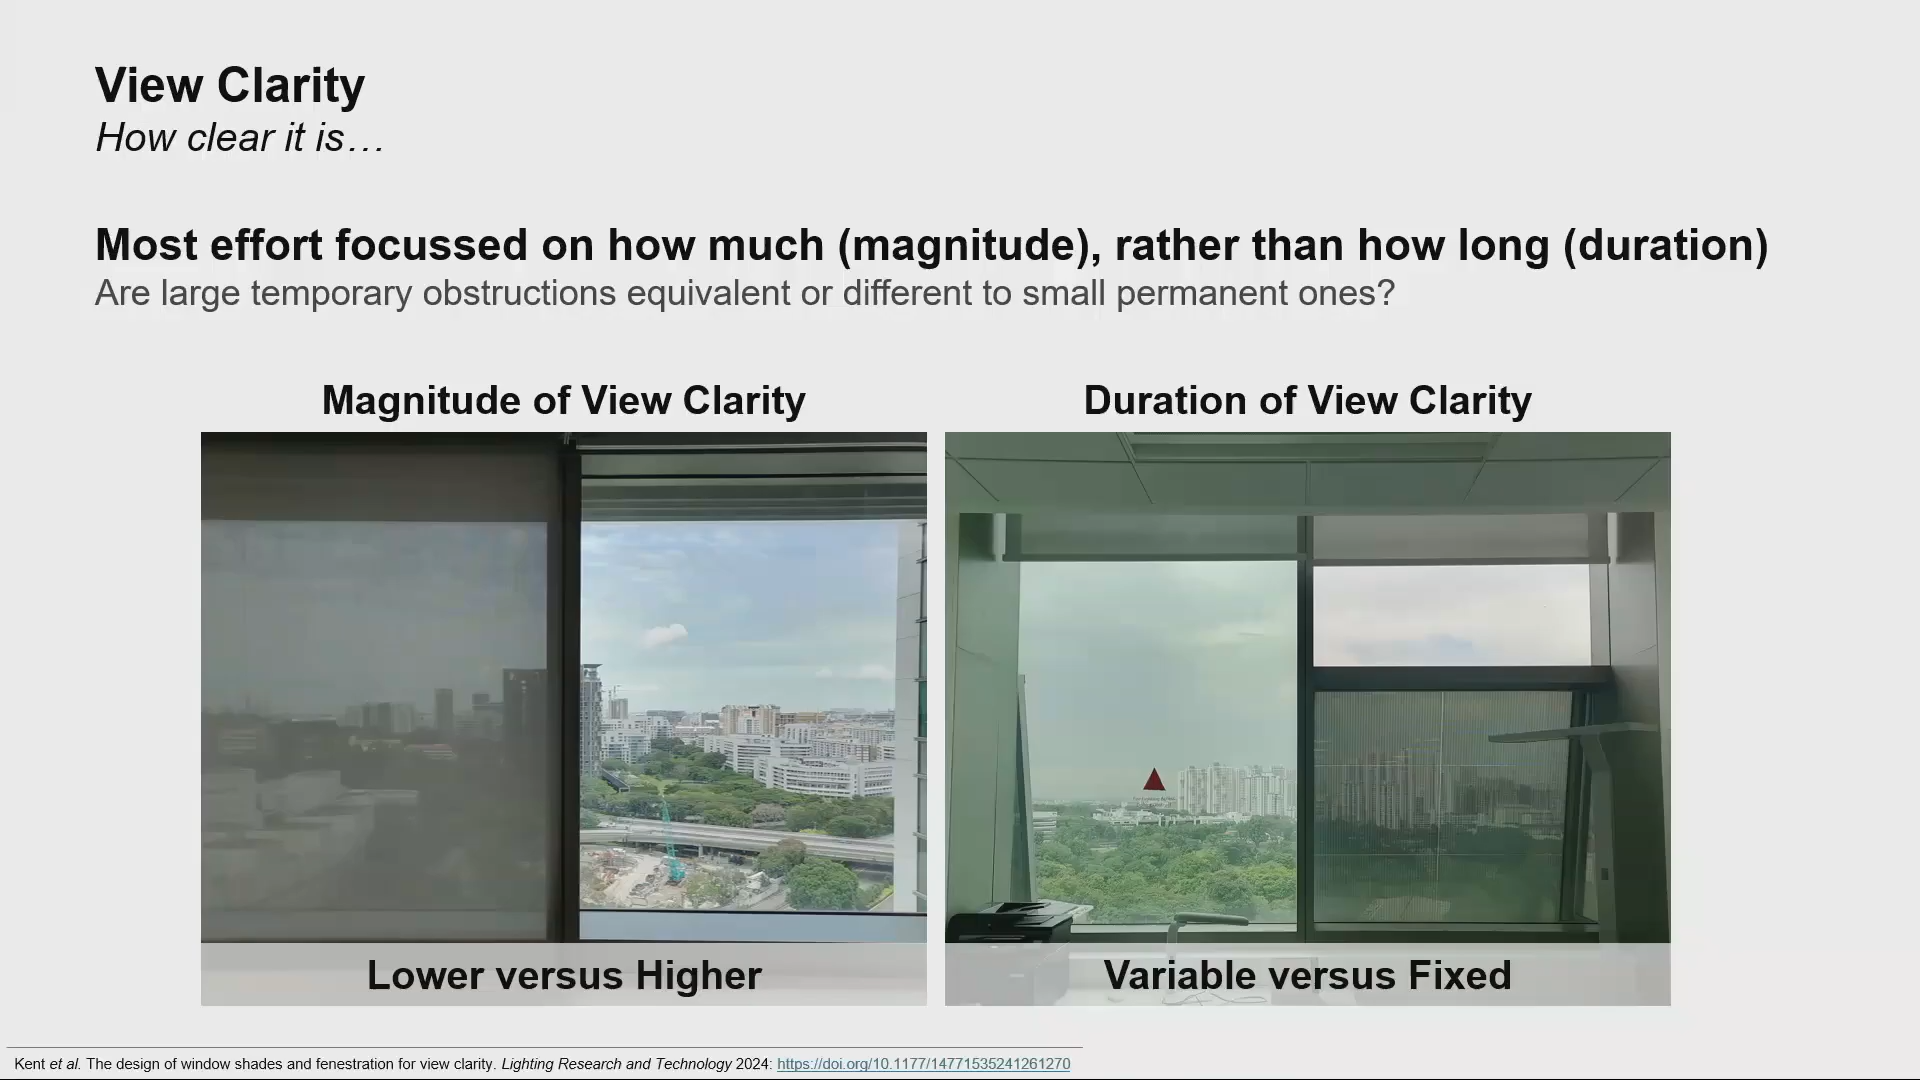 View Clarity
How clear it is…
Most effort focussed on how much (magnitude), rather than how long (duration)
Are large temporary obstructions equivalent or different to small permanent ones?
Magnitude of View Clarity
Duration of View Clarity
Lower versus Higher
Variable versus Fixed
Kent et al. The design of window shades and fenestration for view clarity. Lighting Research and Technology 2024: https://doi.org/10.1177/14771535241261270